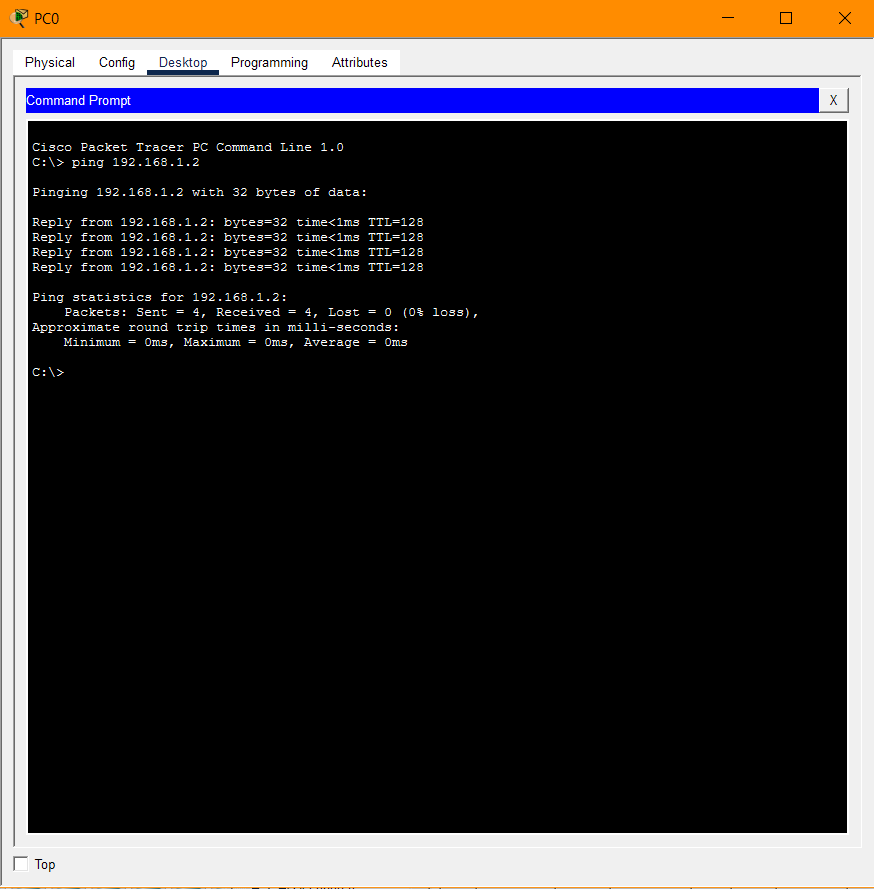 PC0
Physical Config Desktop Programming Attributes
Command Prompt X
Cisco Packet Tracer PC Command Line 1.0
C:\> ping 192.168.1.2
Pinging 192.168.1.2 with 32 bytes of data:
Reply from 192.168.1.2: bytes=32 time<1ms TTL=128
Reply from 192.168.1.2: bytes=32 time<1ms TTL=128
Reply from 192.168.1.2: bytes=32 time<1ms TTL=128
Reply from 192.168.1.2: bytes=32 time<1ms TTL=128
Ping statistics for 192.168.1.2:
Packets: Sent = 4, Received = 4, Lost = 0 (0% loss),
Approximate round trip times in milli-seconds:
Minimum = 0ms, Maximum = 0ms, Average = 0ms
C:\>
Top